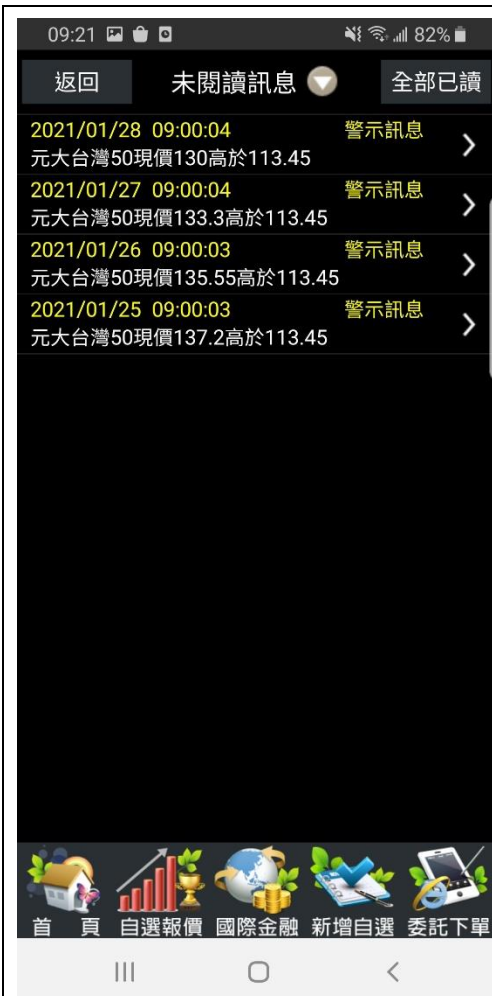 09:21 82%
返回 未閱讀訊息 全部已讀
2021/01/28 09:00:04 警示訊息
元大台灣50現價130高於113.45
2021/01/27 09:00:04 警示訊息
元大台灣50現價133.3高於113.45
2021/01/26 09:00:03 警示訊息
元大台灣50現價135.55高於113.45
2021/01/25 09:00:03 警示訊息
元大台灣50現價137.2高於113.45
首 頁 自選報價 國際金融 新增自選 委託下單